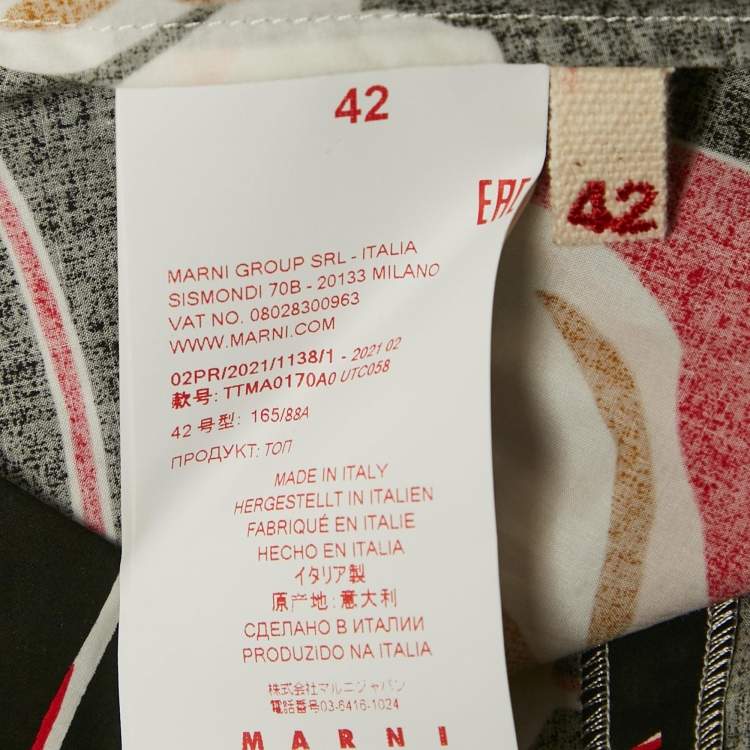 42
42
EAC
MARNI GROUP SRL - ITALIA
SISMONDI 70B - 20133 MILANO
VAT NO. 08028300963
WWW.MARNI.COM
02PR/2021/1138/1 - 2021 02
款号: TTMA0170A0 UTC058
42 号型: 165/88A
ПРОДУКТ: ТОП
MADE IN ITALY
HERGESTELLT IN ITALIEN
FABRIQUÉ EN ITALIE
HECHO EN ITALIA
イタリア製
原产地: 意大利
СДЕЛАНО В ИТАЛИИ
PRODUZIDO NA ITALIA
株式会社マルニジャパン
電話番号03-6416-1024
MARNI